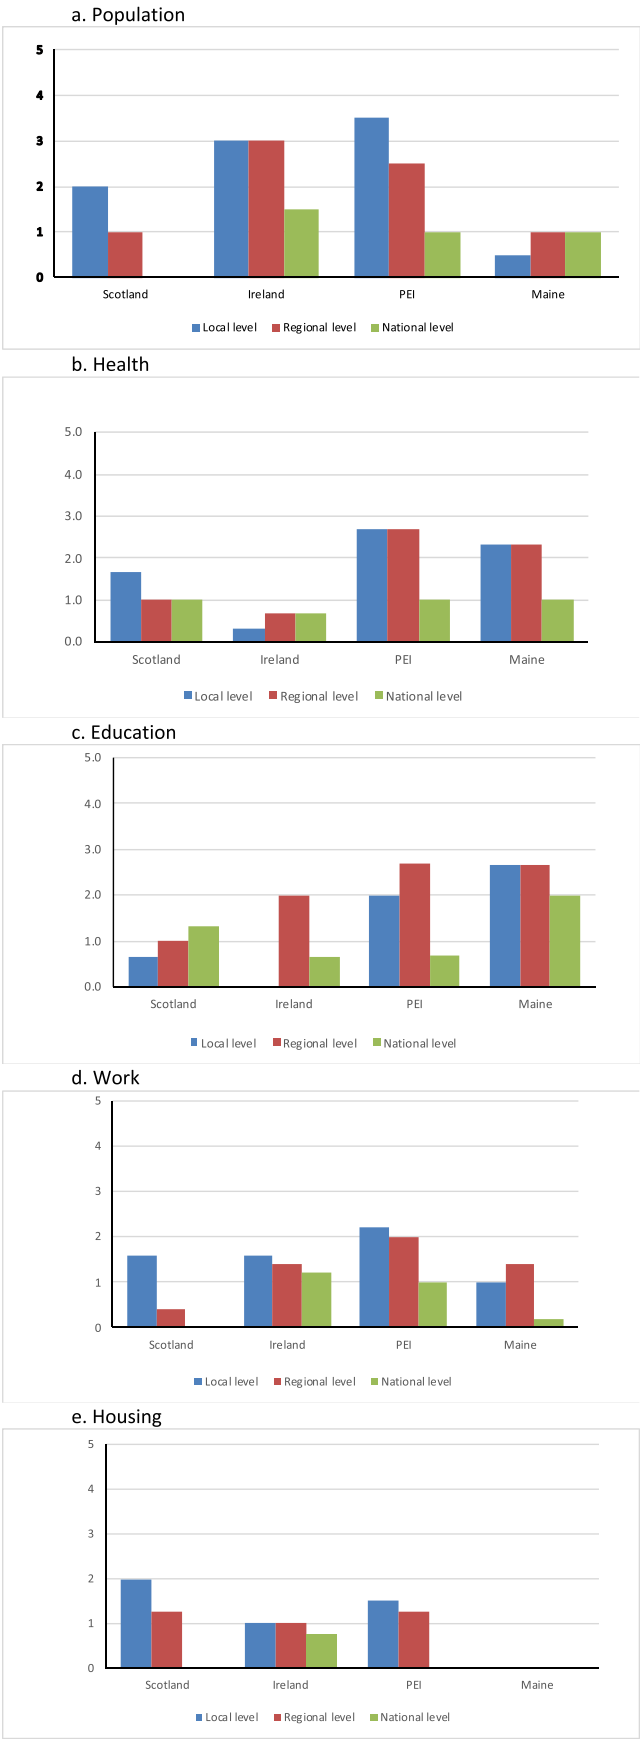 a. Population
5
4
3
2
1
0
Scotland Ireland PEI Maine
Local level Regional level National level
b. Health
5.0
4.0
3.0
2.0
1.0
0.0
Scotland Ireland PEI Maine
Local level Regional level National level
c. Education
5.0
4.0
3.0
2.0
1.0
0.0
Scotland Ireland PEI Maine
Local level Regional level National level
d. Work
5
4
3
2
1
0
Scotland Ireland PEI Maine
Local level Regional level National level
e. Housing
5
4
3
2
1
0
Scotland Ireland PEI Maine
Local level Regional level National level